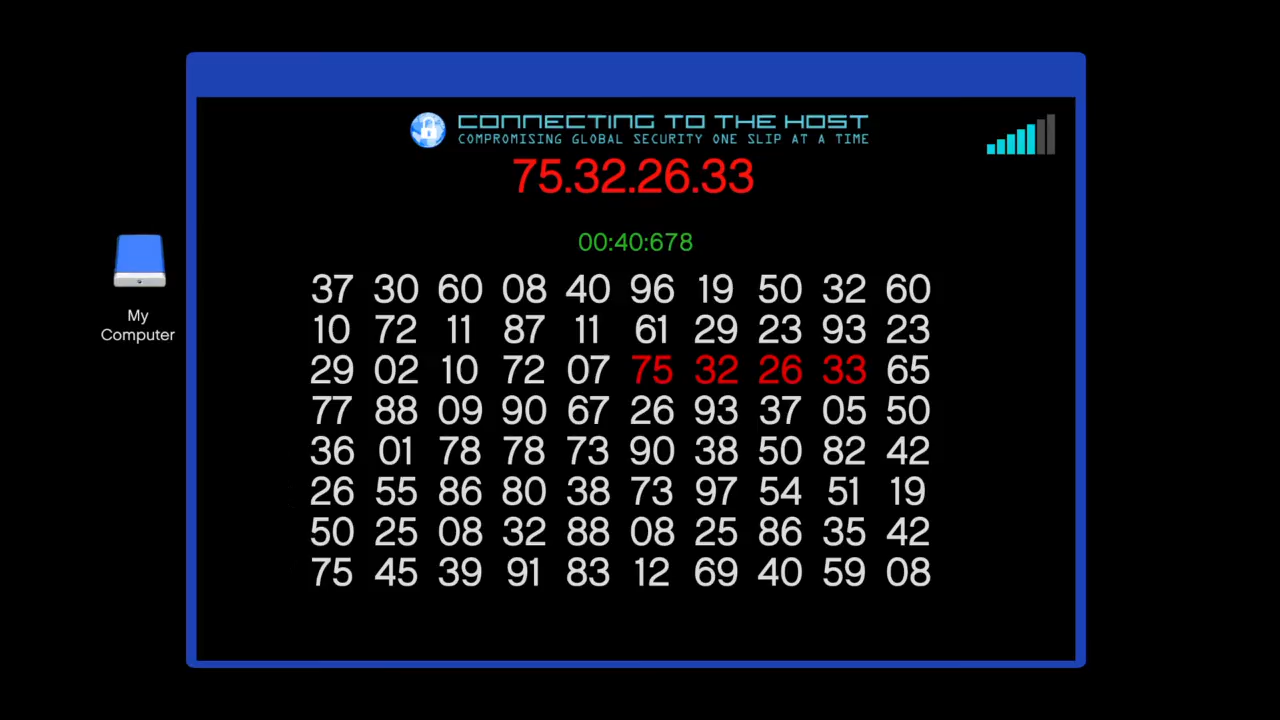 CONNECTING TO THE HOST
COMPROMISING GLOBAL SECURITY ONE SLIP AT A TIME
75.32.26.33
00:40:678
37 30 60 08 40 96 19 50 32 60
10 72 11 87 11 61 29 23 93 23
29 02 10 72 07 75 32 26 33 65
77 88 09 90 67 26 93 37 05 50
36 01 78 78 73 90 38 50 82 42
26 55 86 80 38 73 97 54 51 19
50 25 08 32 88 08 25 86 35 42
75 45 39 91 83 12 69 40 59 08
My
Computer